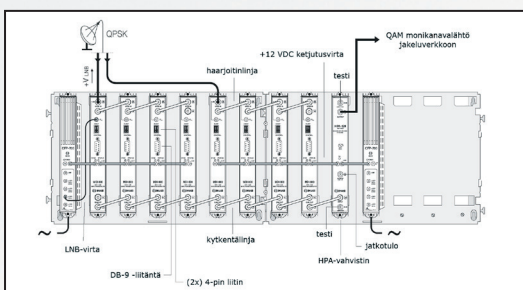 QPSK
+V LNB
haarjoitinlinja
+12 VDC ketjutusvirta
testi
QAM monikanavalähtö
jakeluverkkoon
LNB-virta
DB-9 -liitäntä
(2x) 4-pin liitin
kytkentälinja
testi
HPA-vahvistin
jatkotulo